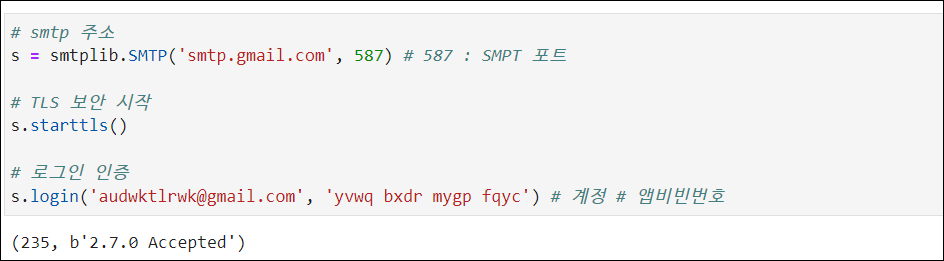 # smtp 주소
s = smtplib.SMTP('smtp.gmail.com', 587) # 587 : SMPT 포트
# TLS 보안 시작
s.starttls()
# 로그인 인증
s.login('audwktlrwk@gmail.com', 'yvwq bxdr mygp fqyc') # 계정 # 앱비빈번호
(235, b'2.7.0 Accepted')